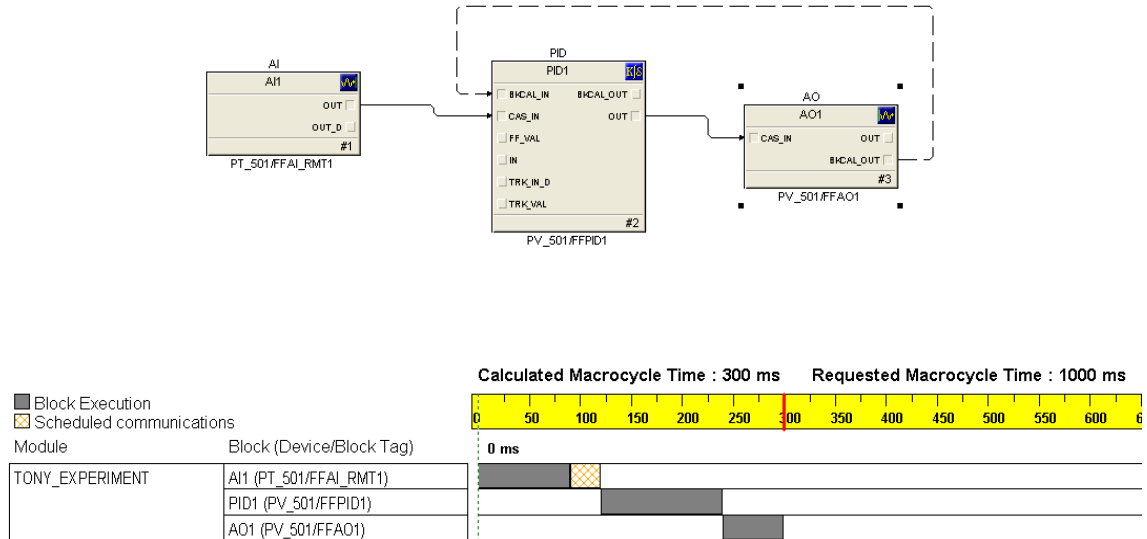 AI
AI1
OUT
OUT_D
#1
PT_501/FFAI_RMT1
PID
PID1
BKCAL_IN BKCAL_OUT
CAS_IN OUT
FF_VAL
IN
TRK_IN_D
TRK_VAL
#2
PV_501/FFPID1
AO
AO1
CAS_IN OUT
BKCAL_OUT
#3
PV_501/FFAO1
Calculated Macrocycle Time : 300 ms Requested Macrocycle Time : 1000 ms
Block Execution
Scheduled communications
0 50 100 150 200 250 300 350 400 450 500 550 600
Module Block (Device/Block Tag) 0 ms
TONY_EXPERIMENT AI1 (PT_501/FFAI_RMT1)
PID1 (PV_501/FFPID1)
AO1 (PV_501/FFAO1)